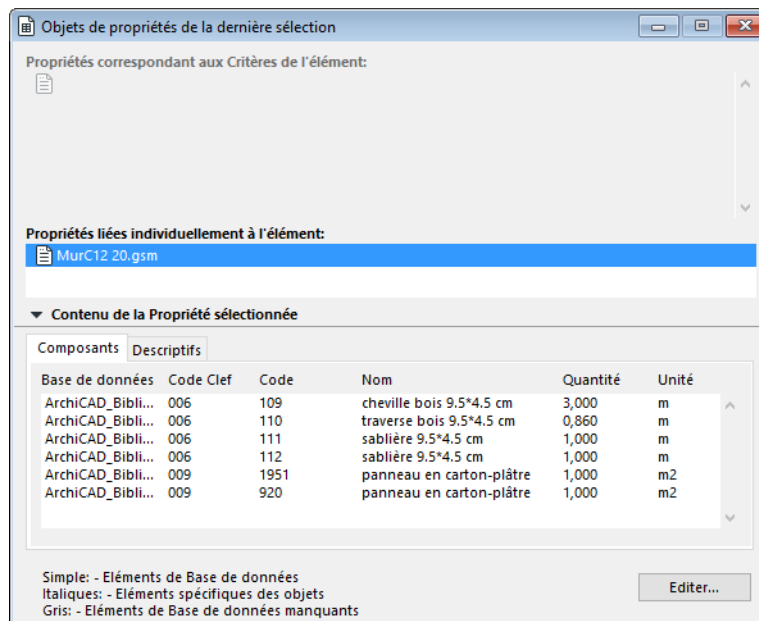 Objets de propriétés de la dernière sélection
Propriétés correspondant aux Critères de l'élément:
Propriétés liées individuellement à l'élément:
MurC12 20.gsm
Contenu de la Propriété sélectionnée
Composants Descriptifs
Base de données Code Clef Code Nom Quantité Unité
ArchiCAD_Bibli... 006 109 cheville bois 9.5*4.5 cm 3,000 m
ArchiCAD_Bibli... 006 110 traverse bois 9.5*4.5 cm 0,860 m
ArchiCAD_Bibli... 006 111 sablière 9.5*4.5 cm 1,000 m
ArchiCAD_Bibli... 006 112 sablière 9.5*4.5 cm 1,000 m
ArchiCAD_Bibli... 009 1951 panneau en carton-plâtre 1,000 m2
ArchiCAD_Bibli... 009 920 panneau en carton-plâtre 1,000 m2
Simple: - Eléments de Base de données
Italiques: - Eléments spécifiques des objets
Gris: - Eléments de Base de données manquants
Editer...